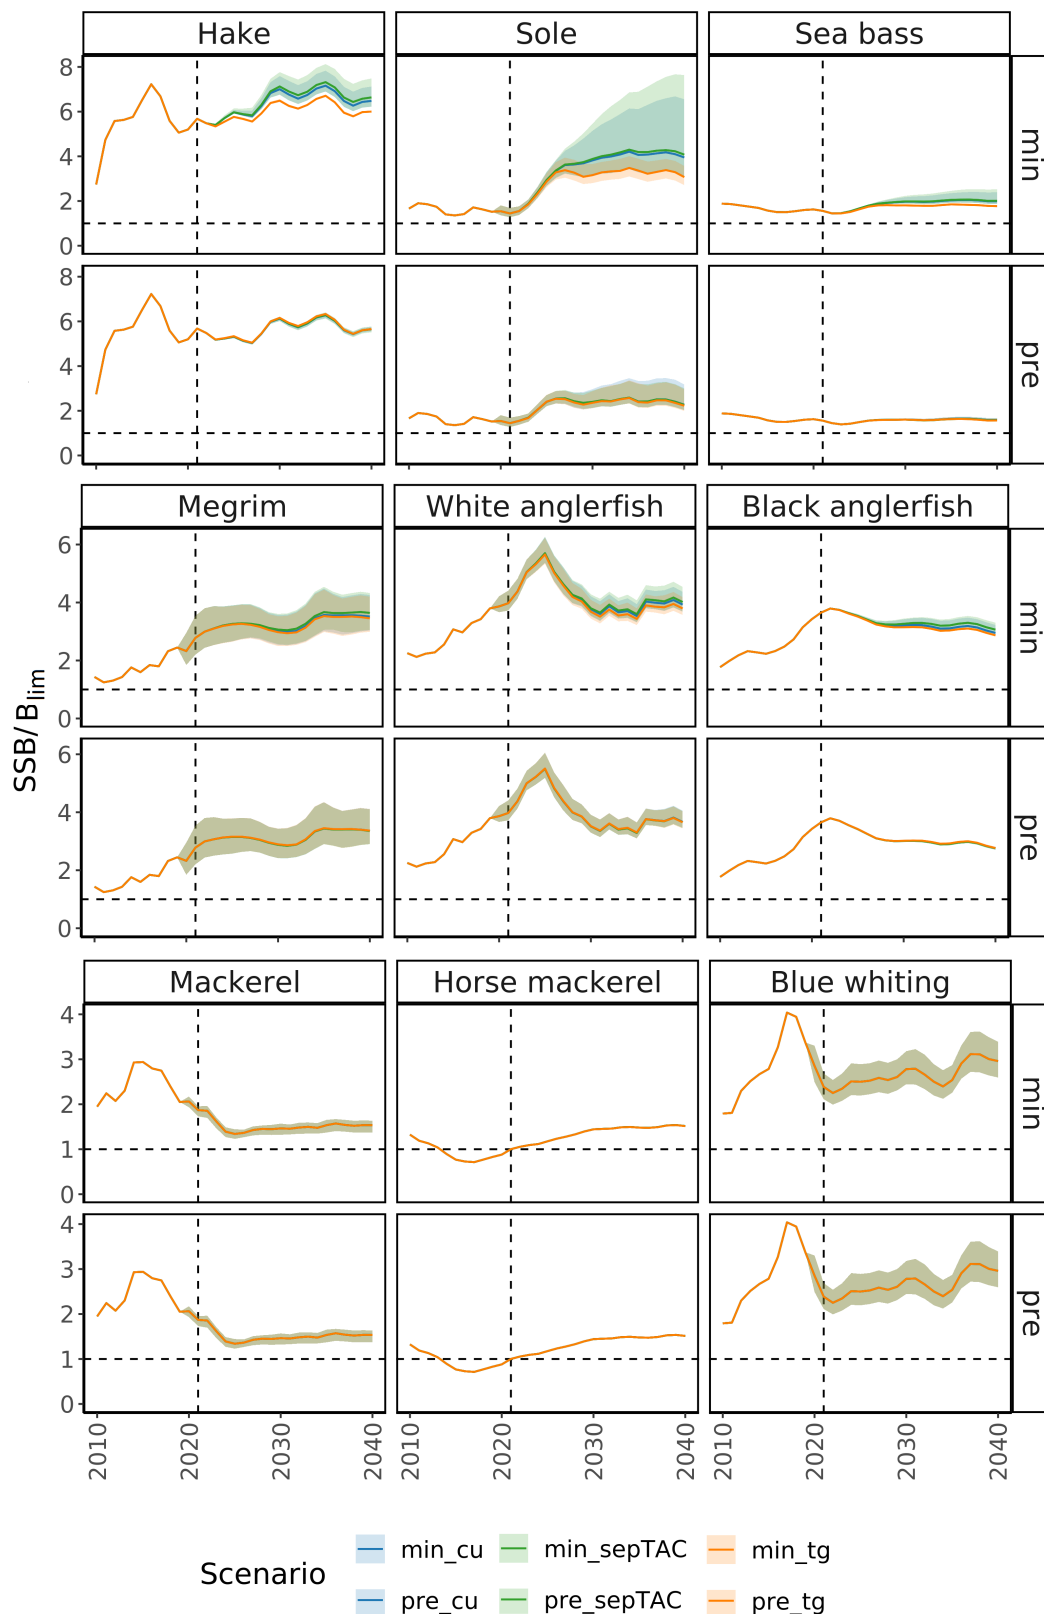 Hake Sole Sea bass
8
6
4
2
0
min
8
6
4
2
0
pre
Megrim White anglerfish Black anglerfish
6
4
2
0
min
SSB/Blim
6
4
2
0
pre
Mackerel Horse mackerel Blue whiting
4
3
2
1
0
min
4
3
2
1
0
pre
2010 2020 2030 2040 2010 2020 2030 2040 2010 2020 2030 2040
Scenario
min_cu min_sepTAC min_tg
pre_cu pre_sepTAC pre_tg